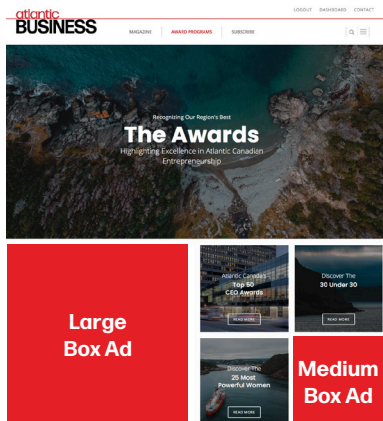 LOGOUT DASHBOARD CONTACT
atlantic
BUSINESS
MAGAZINE AWARD PROGRAMS SUBSCRIBE
Recognizing Our Region's Best
The Awards
Highlighting Excellence in Atlantic Canadian
Entrepreneurship
Large
Box Ad
Atlantic Canada's
Top 50
CEO Awards
READ MORE
Discover The
30 Under 30
READ MORE
Discover The
25 Most
Powerful Women
READ MORE
Medium
Box Ad